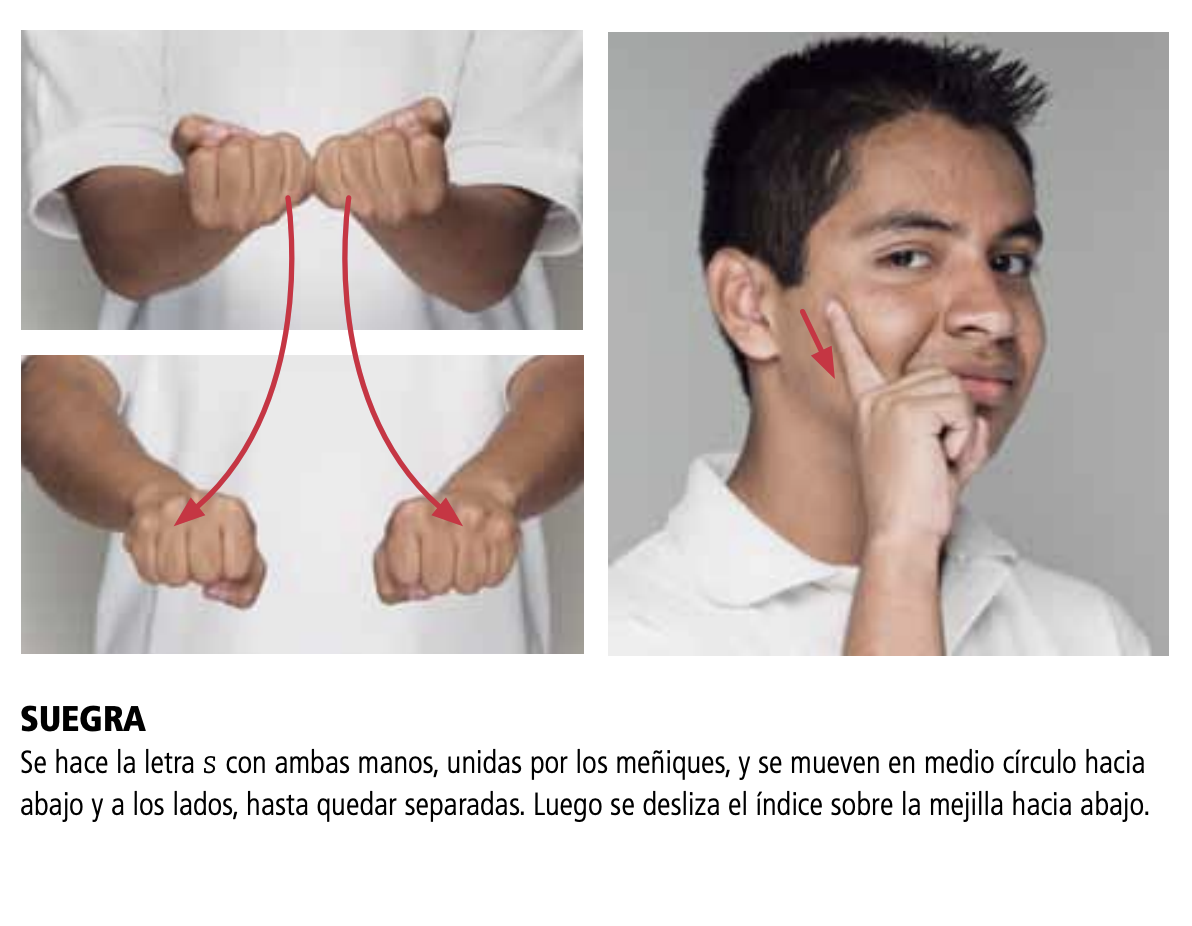 SUEGRA
Se hace la letra s con ambas manos, unidas por los meñiques, y se mueven en medio círculo hacia
abajo y a los lados, hasta quedar separadas. Luego se desliza el índice sobre la mejilla hacia abajo.